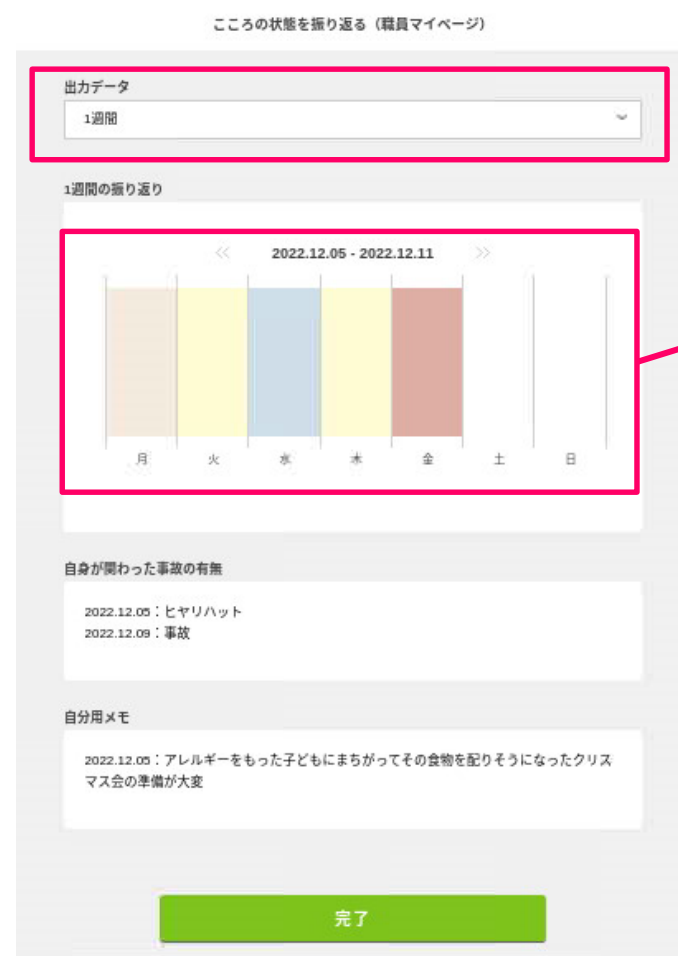 こころの状態を振り返る（職員マイページ）
出力データ
1週間
1週間の振り返り
2022.12.05 - 2022.12.11
月 火 水 木 金 土 日
自身が関わった事故の有無
2022.12.05：ヒヤリハット
2022.12.09：事故
自分用メモ
2022.12.05：アレルギーをもった子どもにまちがってその食物を配りそうになったクリス
マス会の準備が大変
完了